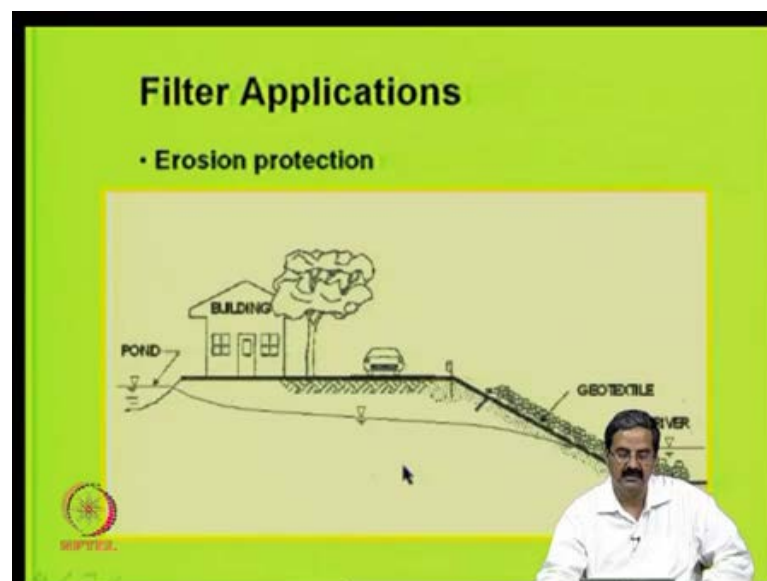 Filter Applications
• Erosion protection
BUILDING
POND
GEOTEXTILE
RIVER
NPTEL